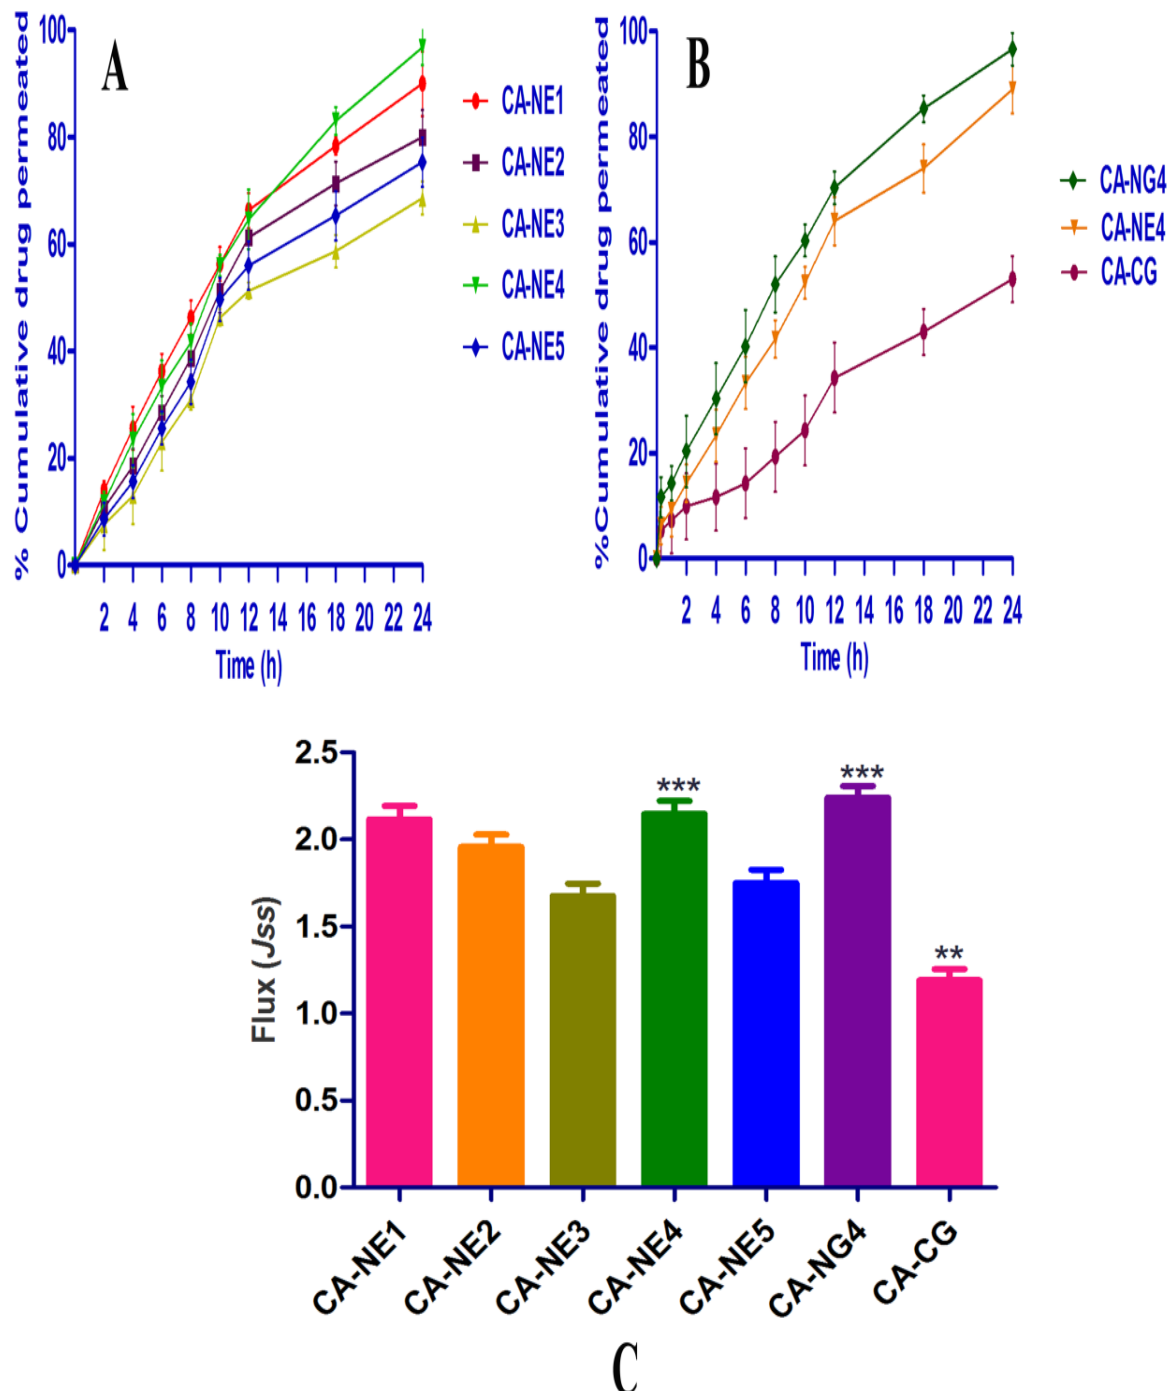 A
% Cumulative drug permeated
100
80
60
40
20
0
2 4 6 8 10 12 14 16 18 20 22 24
Time (h)
CA-NE1
CA-NE2
CA-NE3
CA-NE4
CA-NE5
B
%Cumulative drug permeated
100
80
60
40
20
0
2 4 6 8 10 12 14 16 18 20 22 24
Time (h)
CA-NG4
CA-NE4
CA-CG
Flux (Jss)
2.5
2.0
1.5
1.0
0.5
0.0
*** *** **
CA-NE1 CA-NE2 CA-NE3 CA-NE4 CA-NE5 CA-NG4 CA-CG
C